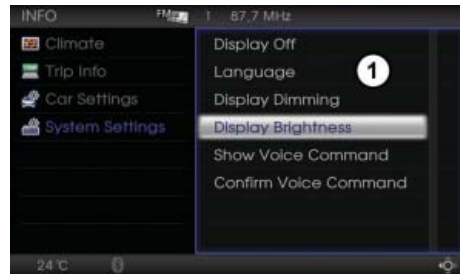 INFO FM 1 87,7 MHz
Climate
Trip Info
Car Settings
System Settings
Display Off
Language
1
Display Dimming
Display Brightness
Show Voice Command
Confirm Voice Command
24°C